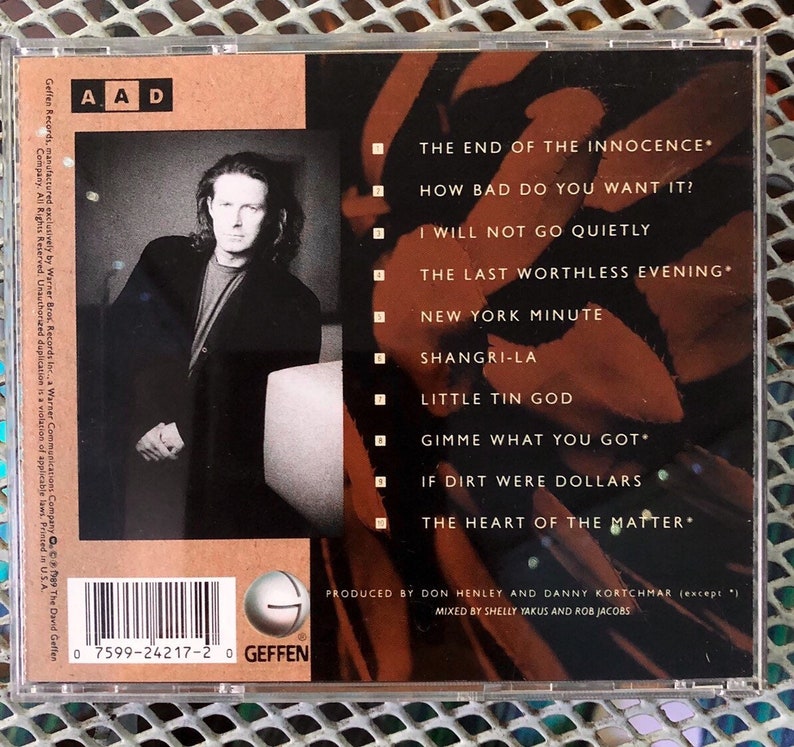 A A D
1 THE END OF THE INNOCENCE*
2 HOW BAD DO YOU WANT IT?
3 I WILL NOT GO QUIETLY
4 THE LAST WORTHLESS EVENING*
5 NEW YORK MINUTE
6 SHANGRI-LA
7 LITTLE TIN GOD
8 GIMME WHAT YOU GOT*
9 IF DIRT WERE DOLLARS
10 THE HEART OF THE MATTER*
PRODUCED BY DON HENLEY AND DANNY KORTCHMAR (except *)
MIXED BY SHELLY YAKUS AND ROB JACOBS
Geffen Records, manufactured exclusively by Warner Bros. Records Inc., a Warner Communications Company ℗ © 1989 The David Geffen
Company. All Rights Reserved. Unauthorized duplication is a violation of applicable laws. Printed in U.S.A.
0 7599-24217-2 0
G
®
GEFFEN